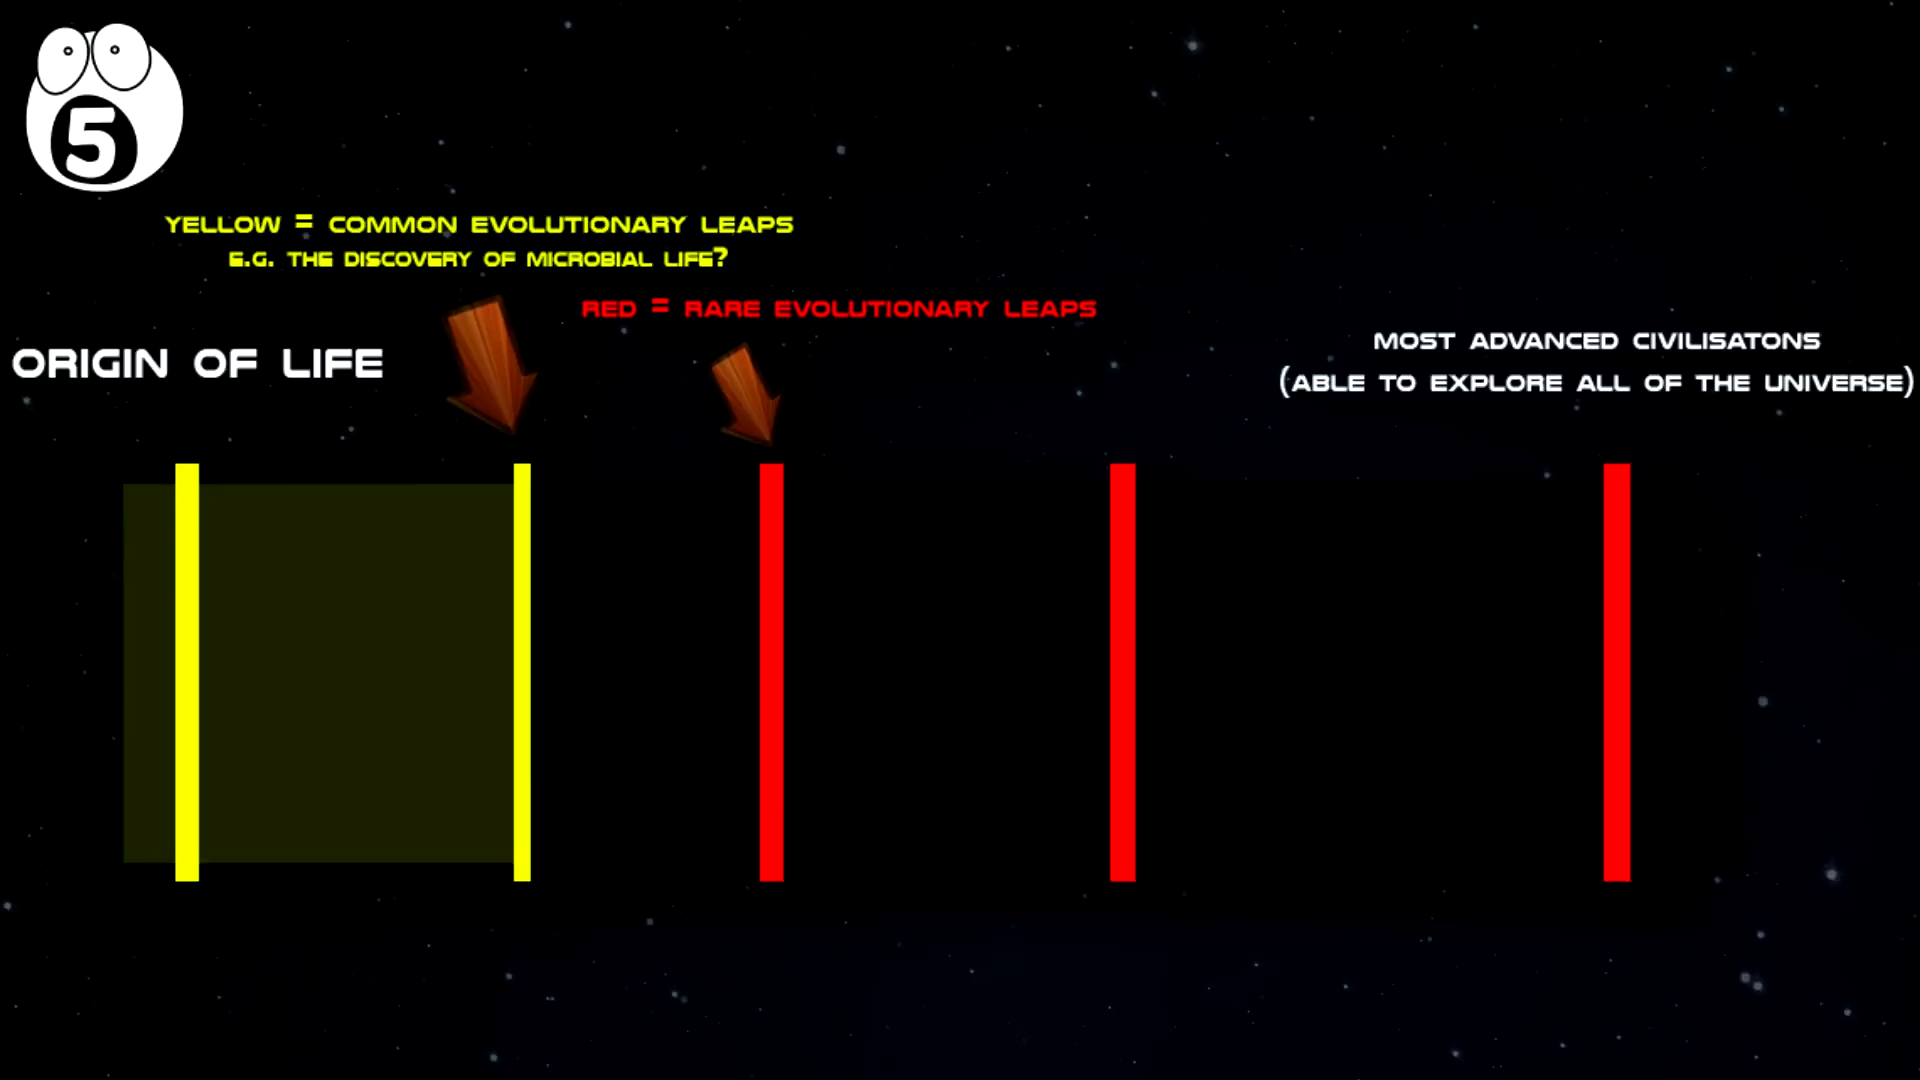 5
YELLOW = COMMON EVOLUTIONARY LEAPS
E.G. THE DISCOVERY OF MICROBIAL LIFE?
RED = RARE EVOLUTIONARY LEAPS
ORIGIN OF LIFE
MOST ADVANCED CIVILISATONS
(ABLE TO EXPLORE ALL OF THE UNIVERSE)